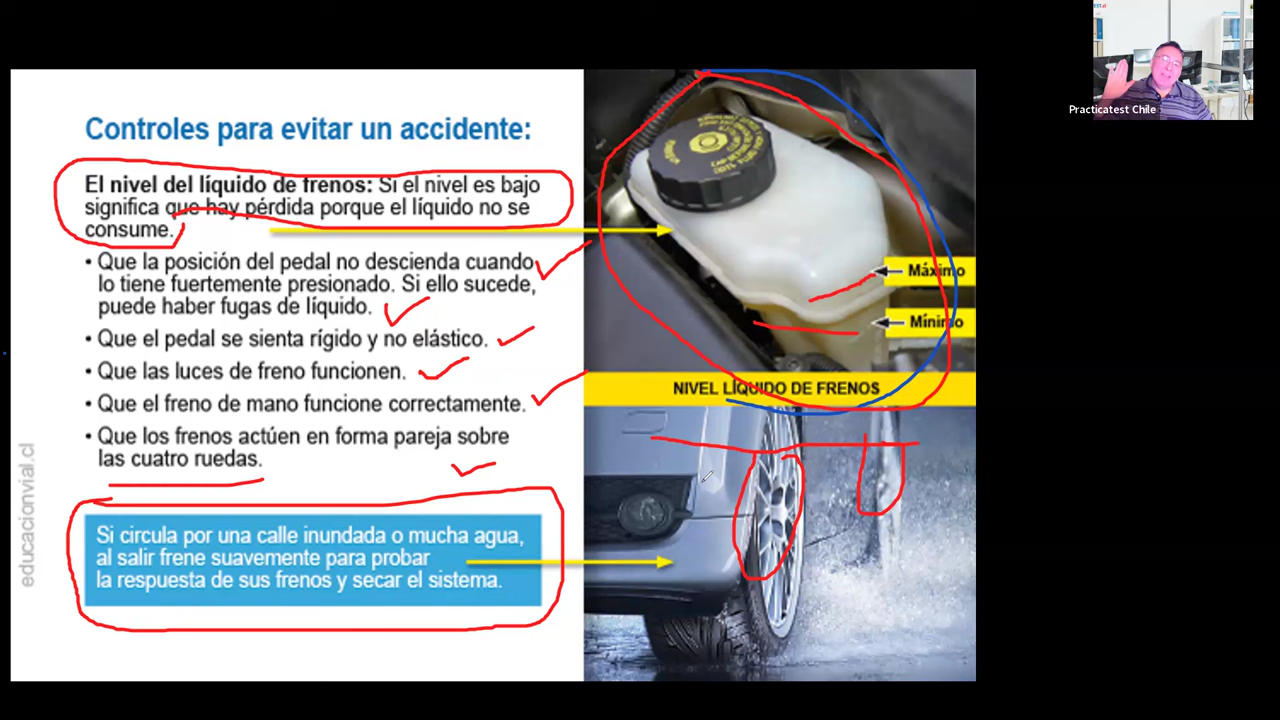 Practicatest Chile
Controles para evitar un accidente:
El nivel del líquido de frenos: Si el nivel es bajo
significa que hay pérdida porque el líquido no se
consume.
• Que la posición del pedal no descienda cuando
lo tiene fuertemente presionado. Si ello sucede,
puede haber fugas de líquido.
• Que el pedal se sienta rígido y no elástico.
• Que las luces de freno funcionen.
• Que el freno de mano funcione correctamente.
• Que los frenos actúen en forma pareja sobre
las cuatro ruedas.
Si circula por una calle inundada o mucha agua,
al salir frene suavemente para probar
la respuesta de sus frenos y secar el sistema.
educacionvial.cl
Máximo
Mínimo
NIVEL LÍQUIDO DE FRENOS